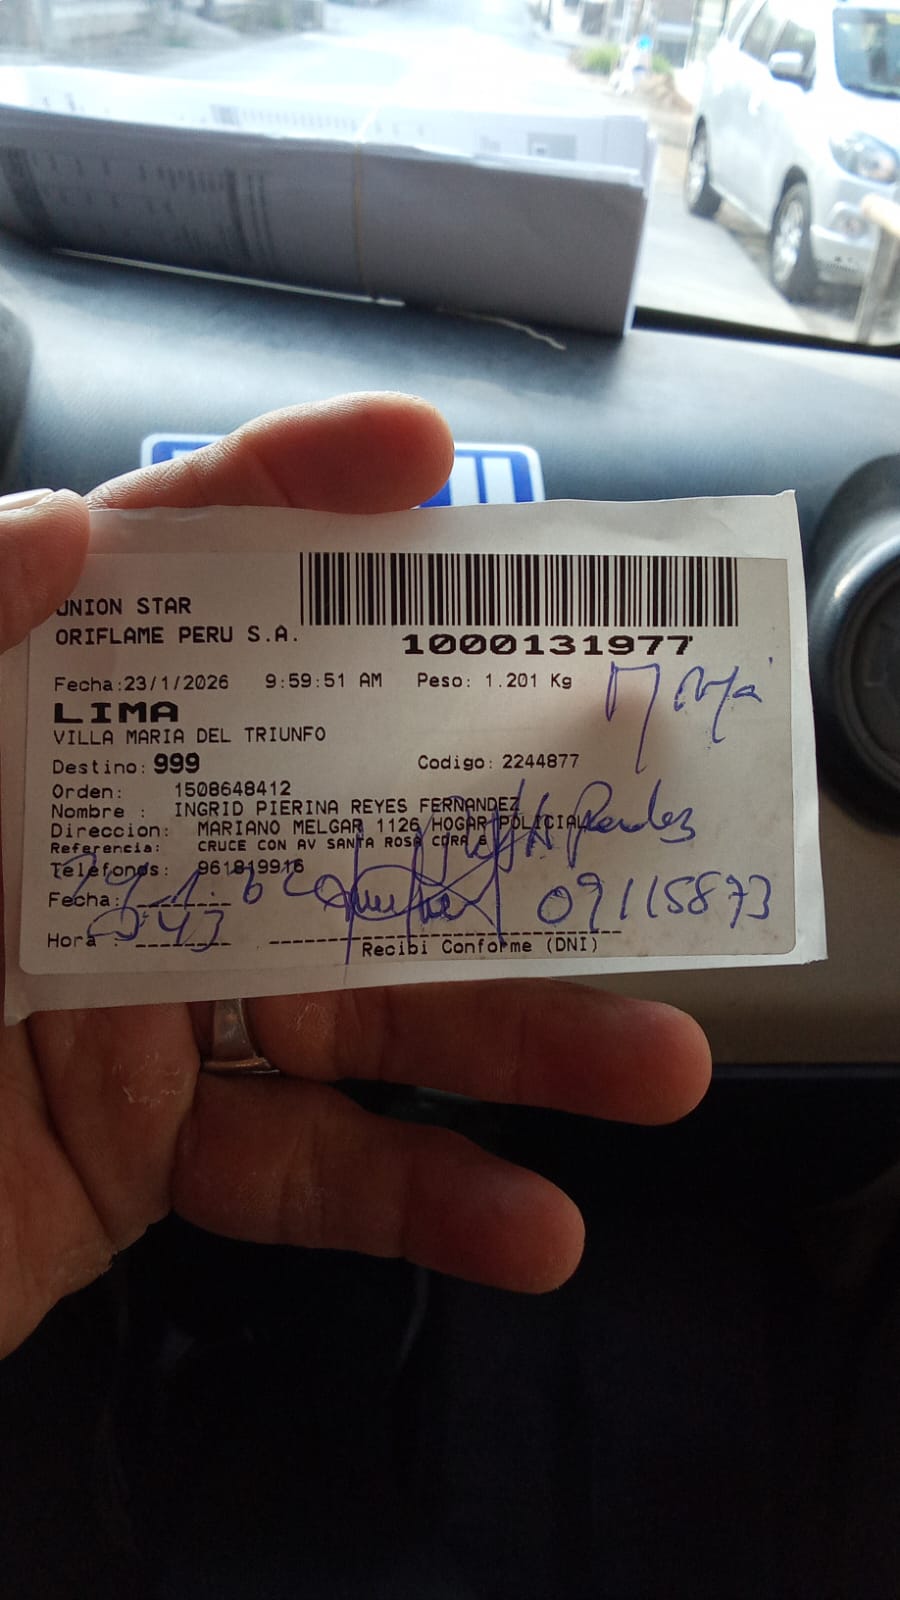 UNION STAR
ORIFLAME PERU S.A.
1000131977
Fecha:23/1/2026 9:59:51 AM Peso: 1.201 Kg
LIMA
VILLA MARIA DEL TRIUNFO
Destino: 999 Codigo: 2244877
Orden: 1508648412
Nombre : INGRID PIERINA REYES FERNANDEZ
Direccion: MARIANO MELGAR 1126 HOGAR POLICIAL
Referencia: CRUCE CON AV SANTA ROSA CDRA 6
Teléfonos: 961819916
Fecha: 09115873
Hora :
Recibi Conforme (DNI)